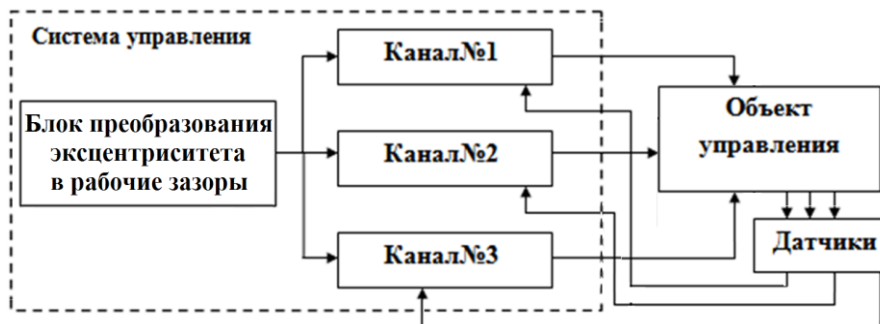 Система управления
Канал№1
Блок преобразования
эксцентриситета
в рабочие зазоры
Канал№2
Канал№3
Объект
управления
Датчики